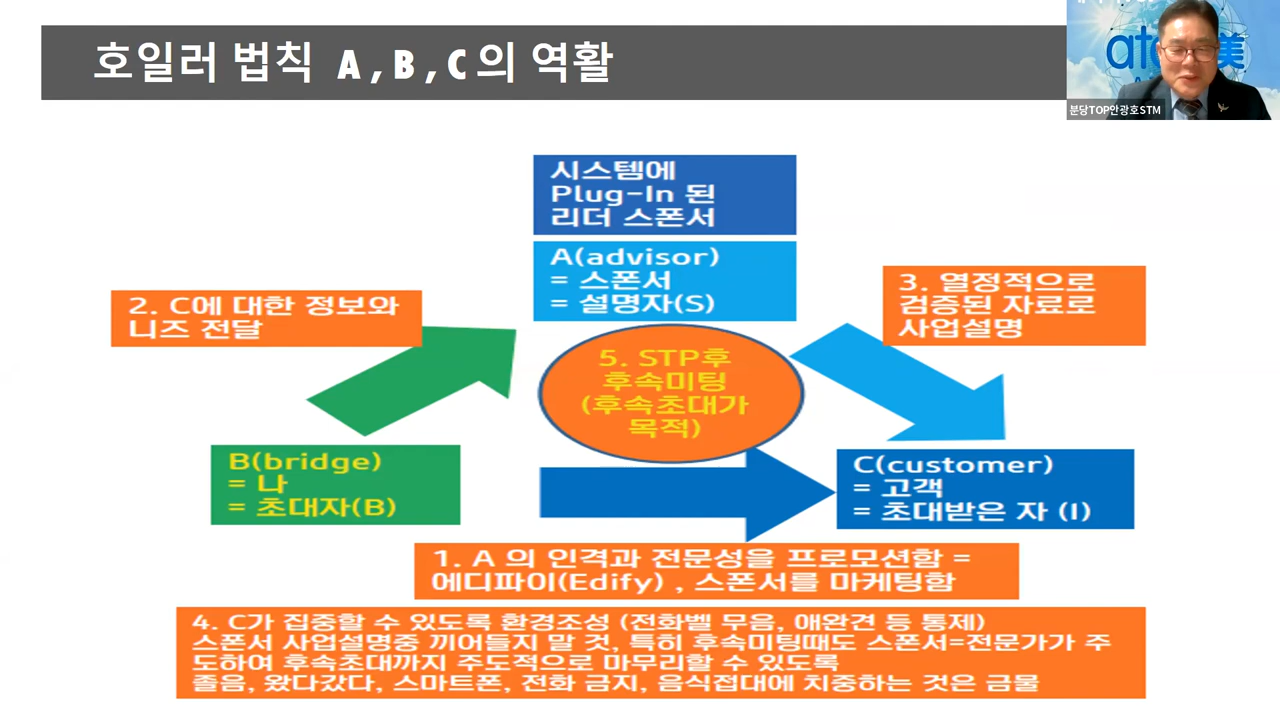 호일러 법칙 A,B,C의 역활
분당TOP안광호STM
시스템에
Plug-In 된
리더 스폰서
A(advisor)
= 스폰서
= 설명자(S)
2. C에 대한 정보와
니즈 전달
3. 열정적으로
검증된 자료로
사업설명
5. STP후
후속미팅
(후속초대가
목적)
B(bridge)
= 나
= 초대자(B)
C(customer)
= 고객
= 초대받은 자 (I)
1. A 의 인격과 전문성을 프로모션함 =
에디파이(Edify) , 스폰서를 마케팅함
4. C가 집중할 수 있도록 환경조성 (전화벨 무음, 애완견 등 통제)
스폰서 사업설명중 끼어들지 말 것, 특히 후속미팅때도 스폰서=전문가가 주
도하여 후속초대까지 주도적으로 마무리할 수 있도록
졸음, 왔다갔다, 스마트폰, 전화 금지, 음식접대에 치중하는 것은 금물